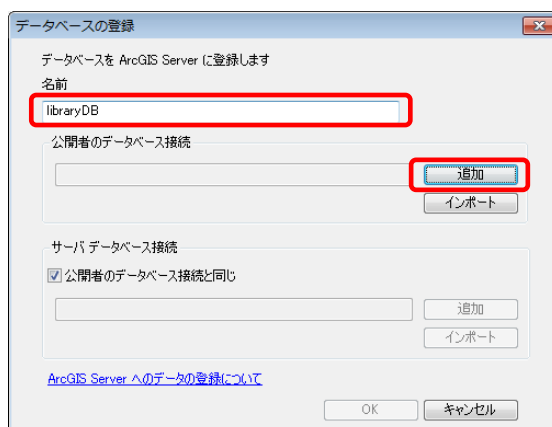 データベースの登録
データベースを ArcGIS Server に登録します
名前
libraryDB
公開者のデータベース接続
追加
インポート
サーバ データベース接続
公開者のデータベース接続と同じ
追加
インポート
ArcGIS Server へのデータの登録について
OK
キャンセル